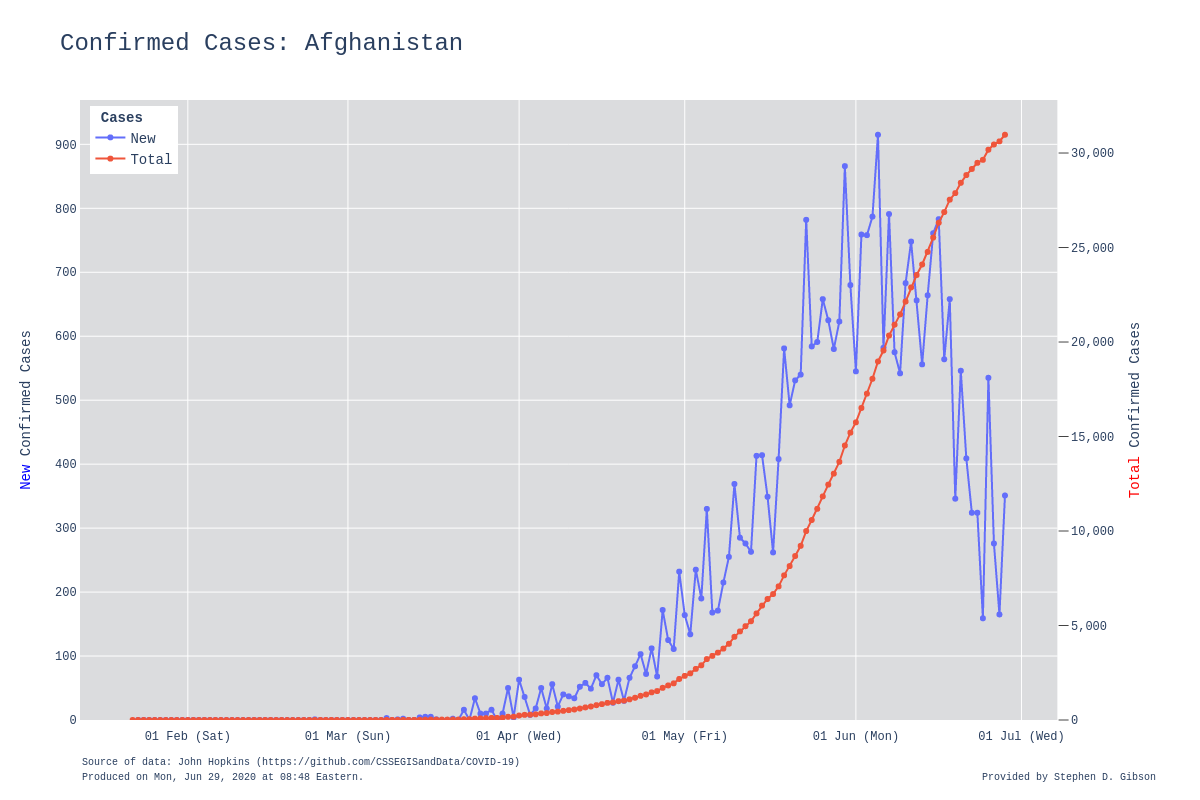 Confirmed Cases: Afghanistan
Cases
New
Total
900
800
700
600
500
400
300
200
100
0
New Confirmed Cases
30,000
25,000
20,000
15,000
10,000
5,000
0
Total Confirmed Cases
01 Feb (Sat)
01 Mar (Sun)
01 Apr (Wed)
01 May (Fri)
01 Jun (Mon)
01 Jul (Wed)
Source of data: John Hopkins (https://github.com/CSSEGISandData/COVID-19)
Produced on Mon, Jun 29, 2020 at 08:48 Eastern.
Provided by Stephen D. Gibson